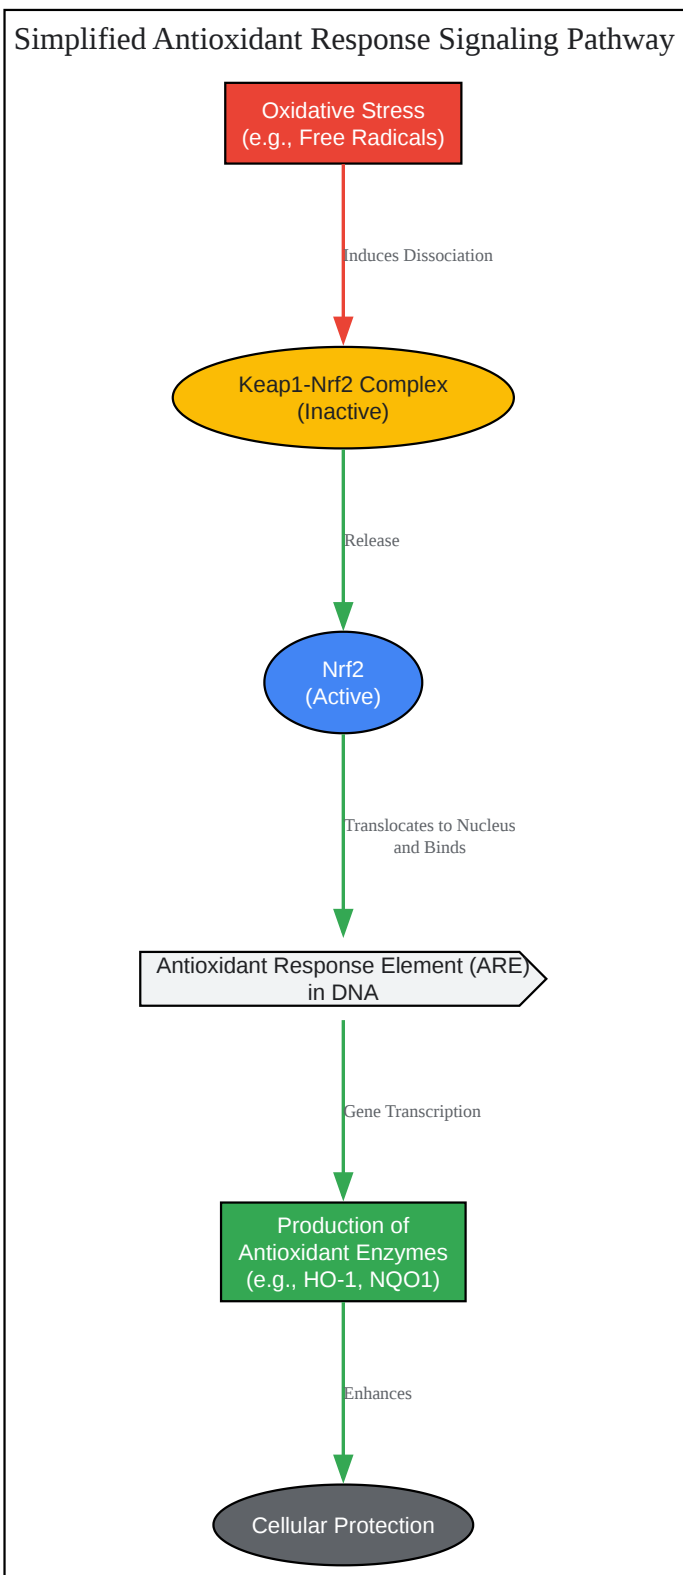 Simplified Antioxidant Response Signaling Pathway
Oxidative Stress
(e.g., Free Radicals)
Induces Dissociation
Keap1-Nrf2 Complex
(Inactive)
Release
Nrf2
(Active)
Translocates to Nucleus
and Binds
Antioxidant Response Element (ARE)
in DNA
Gene Transcription
Production of
Antioxidant Enzymes
(e.g., HO-1, NQO1)
Enhances
Cellular Protection